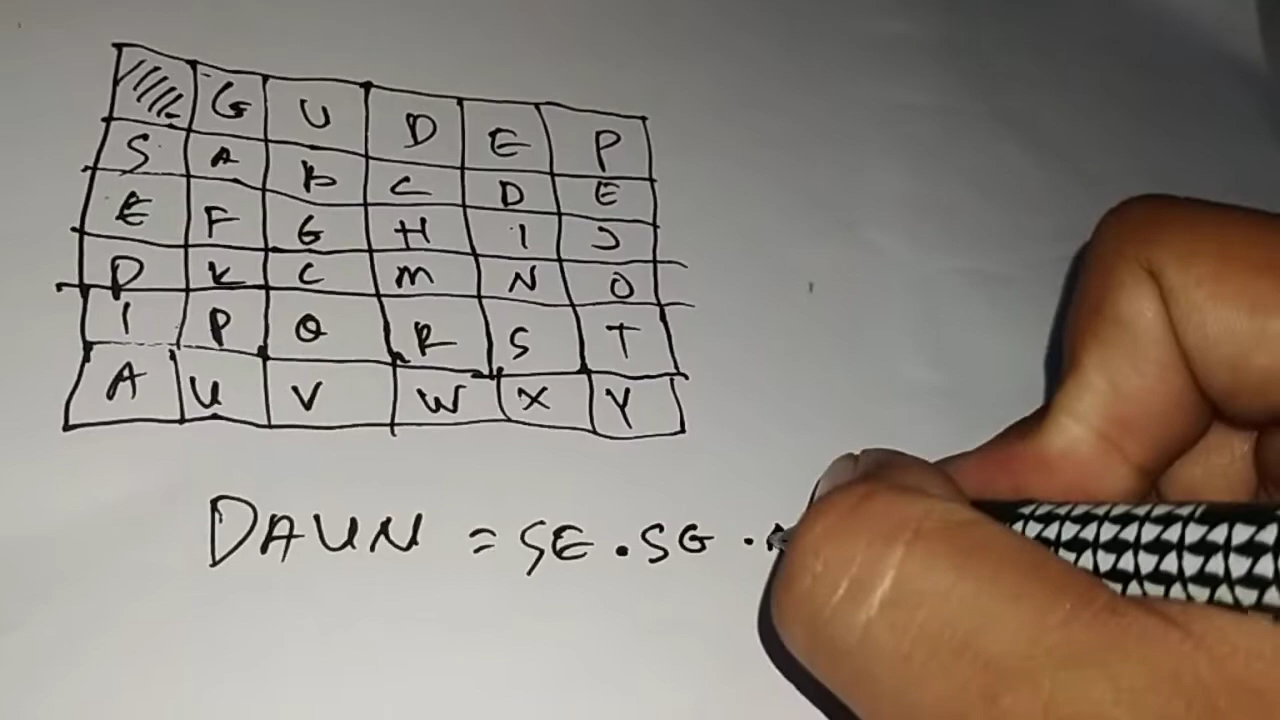 G U D E P
S A B C D E
E F G H I J
D K C M N O
I P Q R S T
A U V W X Y
DAUN = SE . SG .